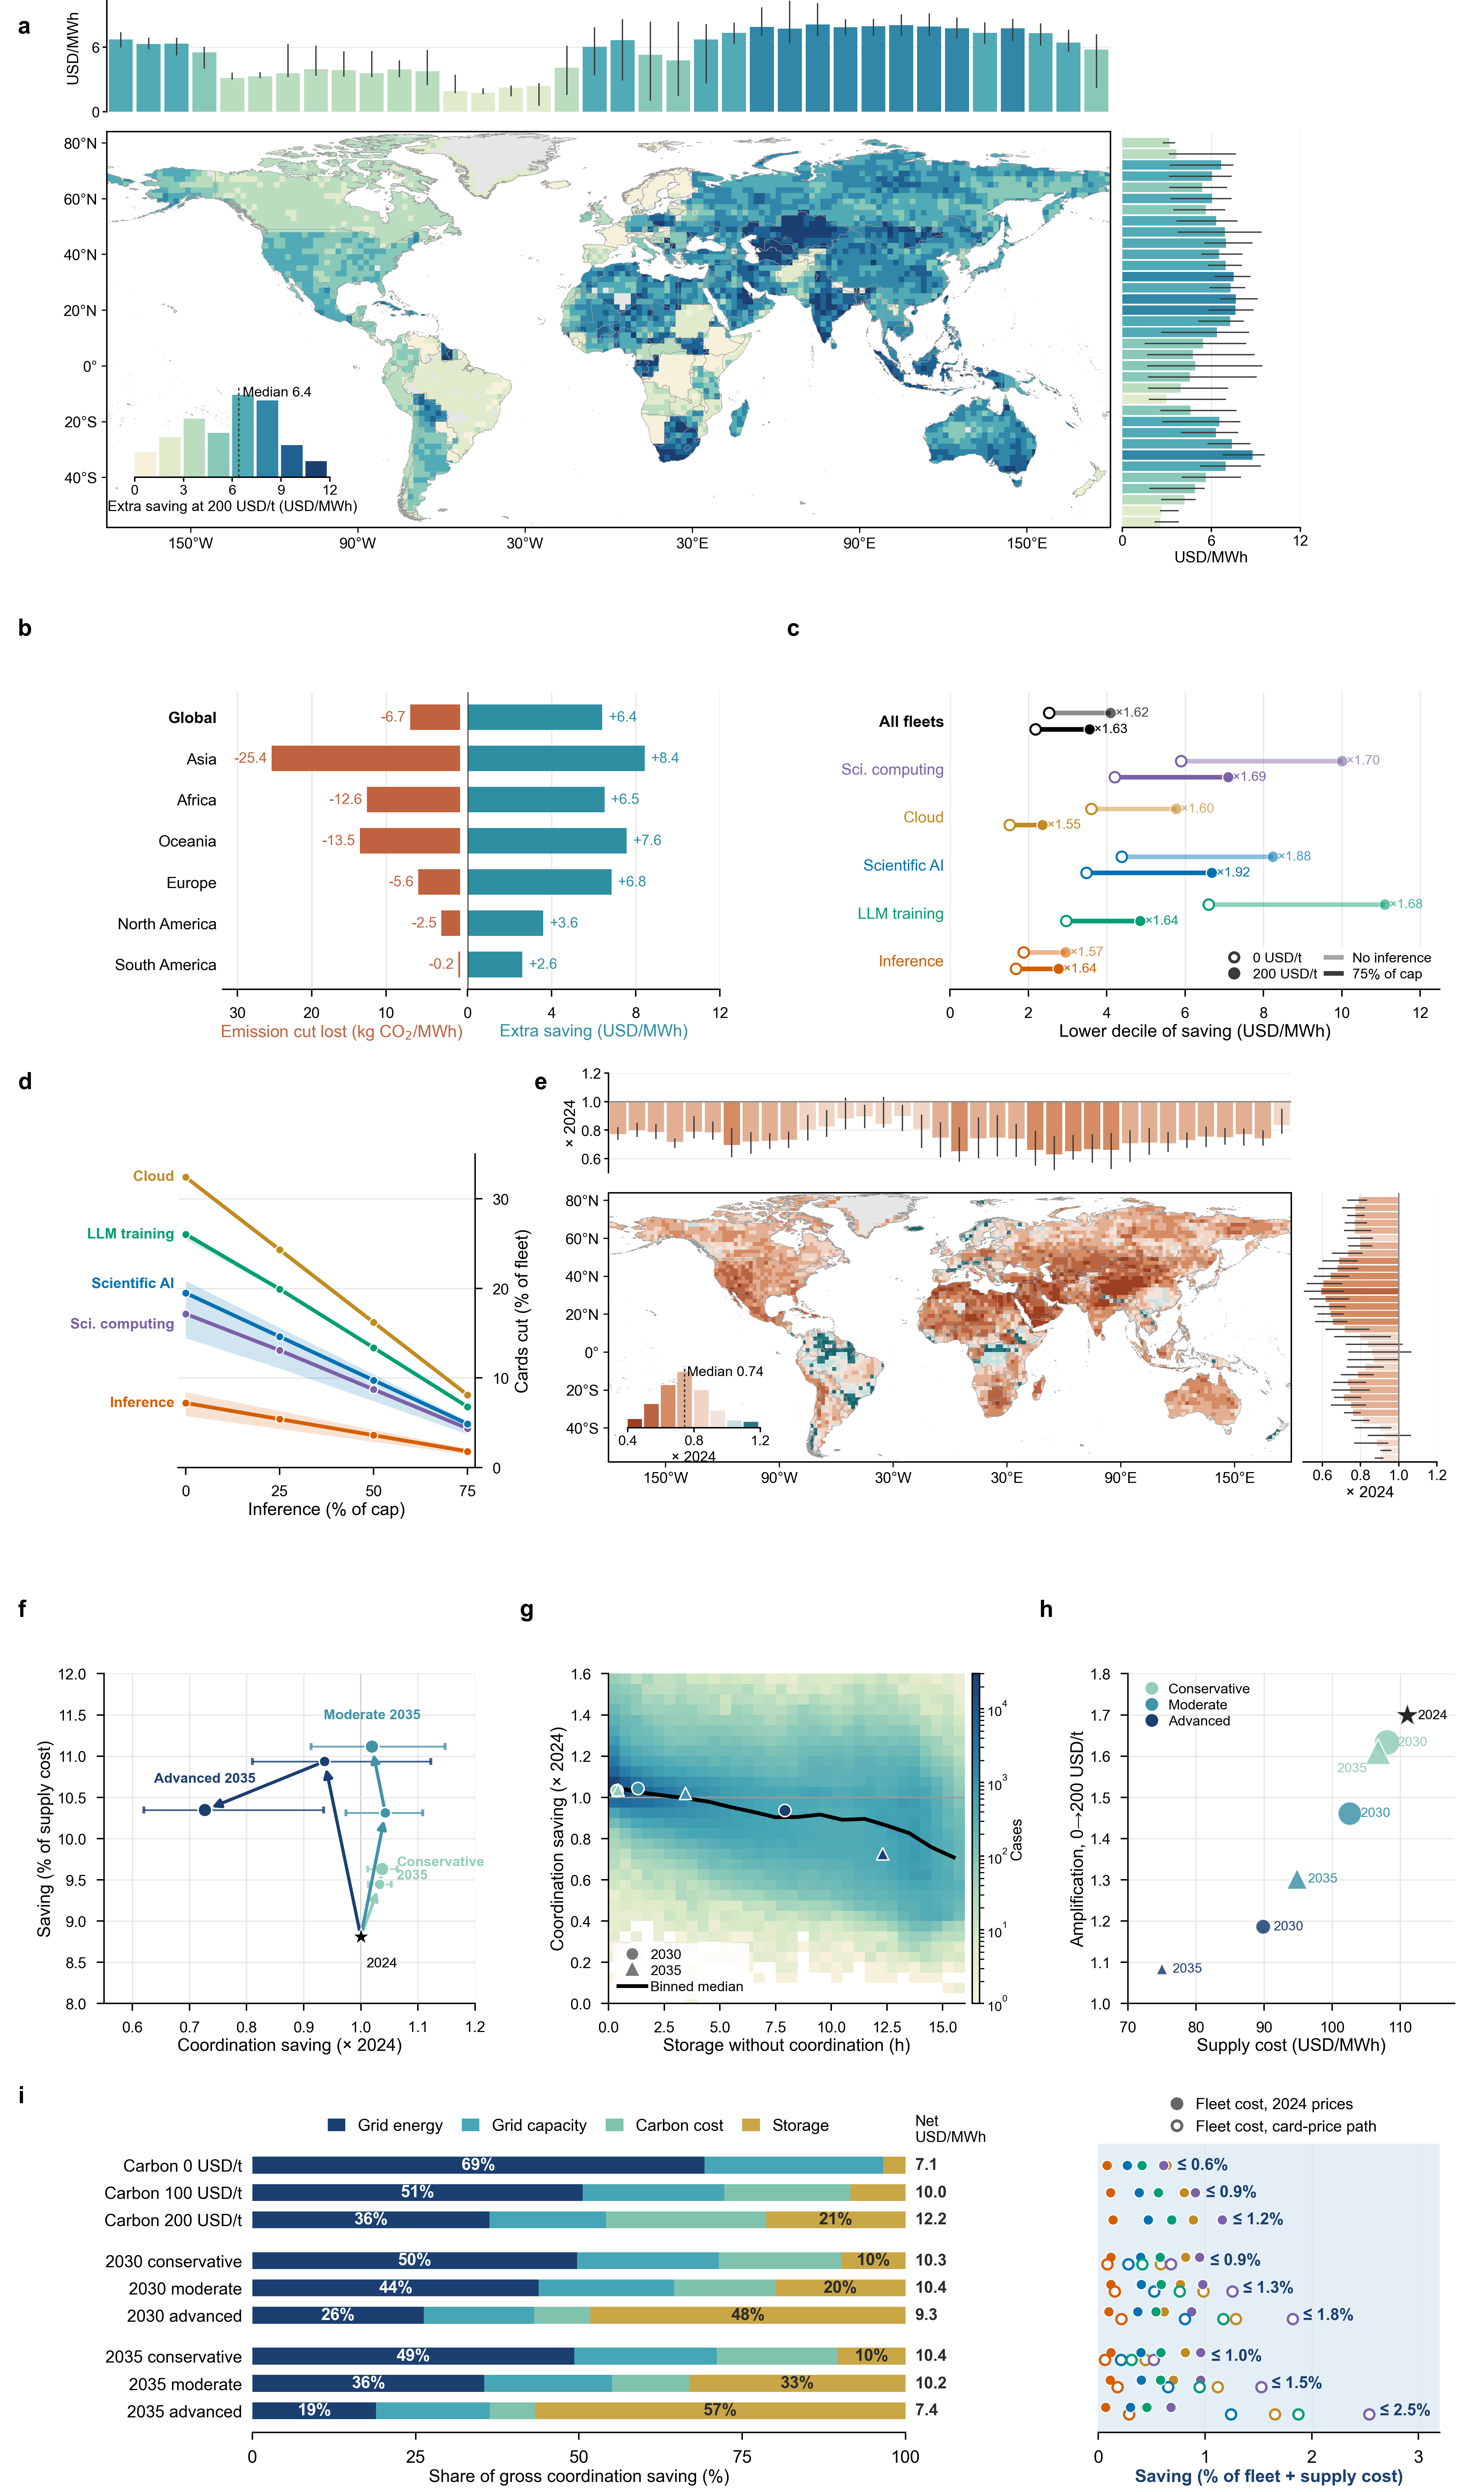 a
USD/MWh
6
0
80°N
60°N
40°N
20°N
0°
20°S
40°S
Median 6.4
0 3 6 9 12
Extra saving at 200 USD/t (USD/MWh)
150°W 90°W 30°W 30°E 90°E 150°E
0 6 12
USD/MWh
b
Global -6.7 +6.4
Asia -25.4 +8.4
Africa -12.6 +6.5
Oceania -13.5 +7.6
Europe -5.6 +6.8
North America -2.5 +3.6
South America -0.2 +2.6
30 20 10 0 4 8 12
Emission cut lost (kg CO₂/MWh) Extra saving (USD/MWh)
c
All fleets ×1.62
×1.63
Sci. computing ×1.70
×1.69
Cloud ×1.60
×1.55
Scientific AI ×1.88
×1.92
LLM training ×1.68
×1.64
Inference ×1.57
×1.64
0 USD/t No inference
200 USD/t 75% of cap
0 2 4 6 8 10 12
Lower decile of saving (USD/MWh)
d
Cloud
LLM training
Scientific AI
Sci. computing
Inference
30
20
10
0
Cards cut (% of fleet)
0 25 50 75
Inference (% of cap)
e
× 2024
1.2
1.0
0.8
0.6
80°N
60°N
40°N
20°N
0°
20°S
40°S
Median 0.74
0.4 0.8 1.2
× 2024
150°W 90°W 30°W 30°E 90°E 150°E
0.6 0.8 1.0 1.2
× 2024
f
Saving (% of supply cost)
12.0
11.5
11.0
10.5
10.0
9.5
9.0
8.5
8.0
Moderate 2035
Advanced 2035
Conservative
2035
2024
0.6 0.7 0.8 0.9 1.0 1.1 1.2
Coordination saving (× 2024)
g
Coordination saving (× 2024)
1.6
1.4
1.2
1.0
0.8
0.6
0.4
0.2
0.0
2030
2035
Binned median
0.0 2.5 5.0 7.5 10.0 12.5 15.0
Storage without coordination (h)
10⁴
10³
10²
10¹
10⁰
Cases
h
Amplification, 0→200 USD/t
1.8
1.7
1.6
1.5
1.4
1.3
1.2
1.1
1.0
Conservative
Moderate
Advanced
2024
2030
2035
2030
2035
2030
2035
70 80 90 100 110
Supply cost (USD/MWh)
i
Grid energy Grid capacity Carbon cost Storage
Net
USD/MWh
Carbon 0 USD/t 69% 7.1
Carbon 100 USD/t 51% 10.0
Carbon 200 USD/t 36% 21% 12.2
2030 conservative 50% 10% 10.3
2030 moderate 44% 20% 10.4
2030 advanced 26% 48% 9.3
2035 conservative 49% 10% 10.4
2035 moderate 36% 33% 10.2
2035 advanced 19% 57% 7.4
0 25 50 75 100
Share of gross coordination saving (%)
Fleet cost, 2024 prices
Fleet cost, card-price path
≤ 0.6%
≤ 0.9%
≤ 1.2%
≤ 0.9%
≤ 1.3%
≤ 1.8%
≤ 1.0%
≤ 1.5%
≤ 2.5%
0 1 2 3
Saving (% of fleet + supply cost)